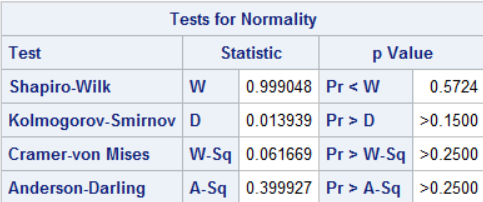 Tests for Normality
Test Statistic p Value
Shapiro-Wilk W 0.999048 Pr < W 0.5724
Kolmogorov-Smirnov D 0.013939 Pr > D >0.1500
Cramer-von Mises W-Sq 0.061669 Pr > W-Sq >0.2500
Anderson-Darling A-Sq 0.399927 Pr > A-Sq >0.2500